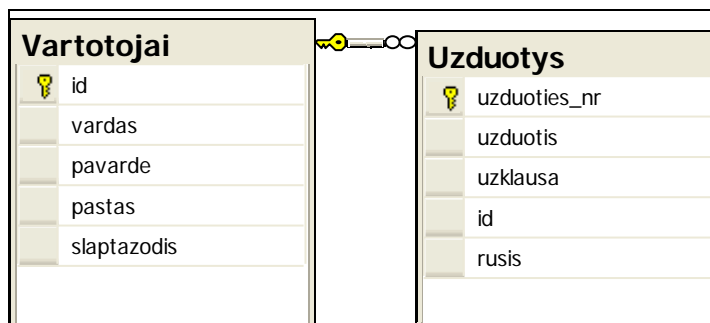 Vartotojai
id
vardas
pavarde
pastas
slaptazodis
Uzduotys
uzduoties_nr
uzduotis
uzklausa
id
rusis